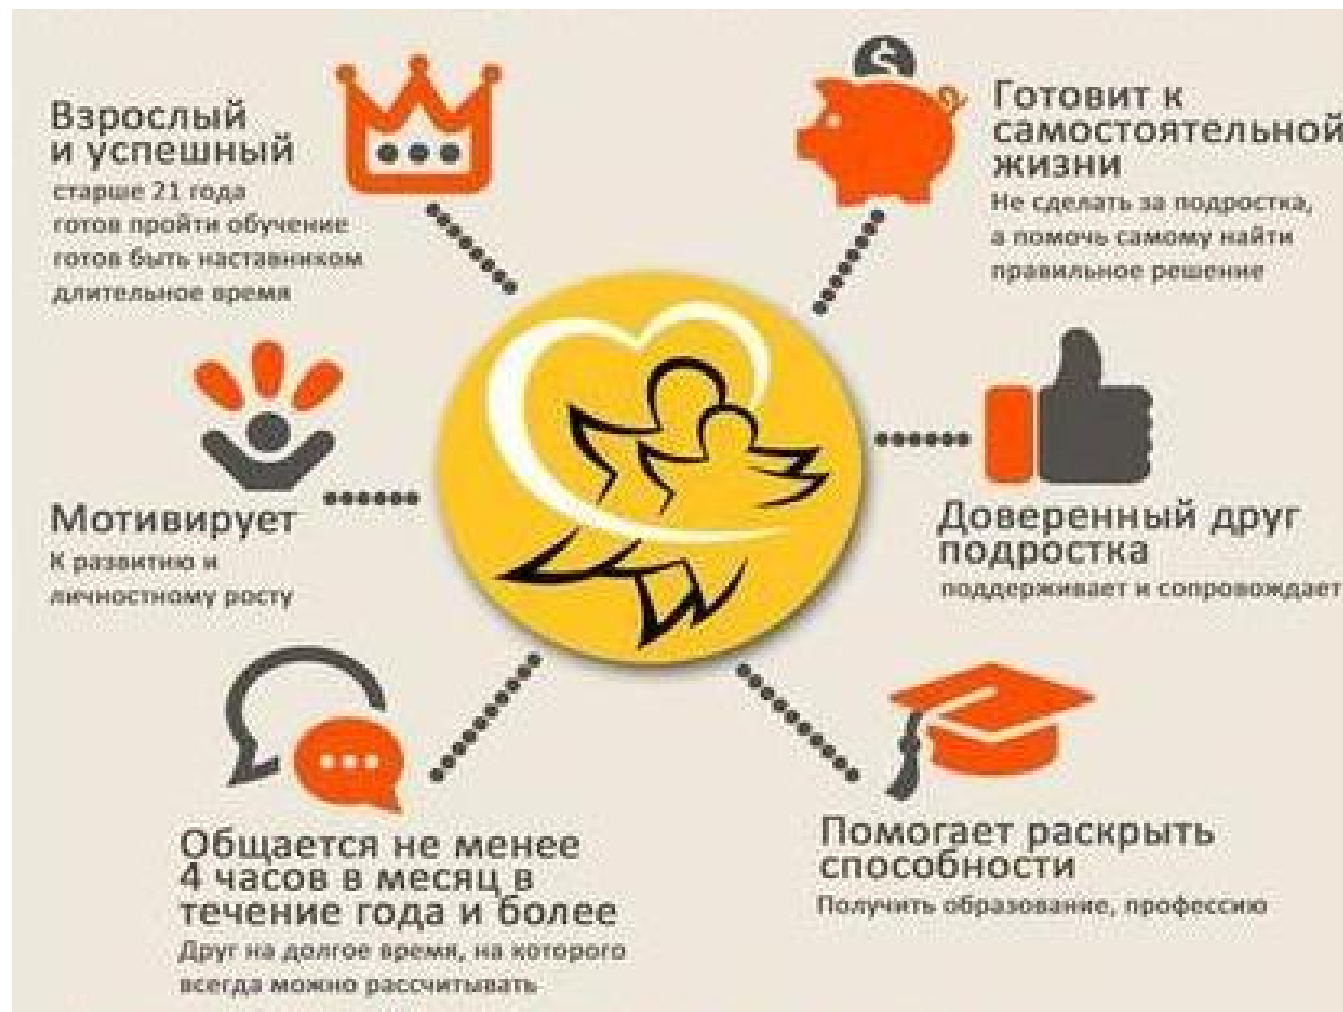 Взрослый
и успешный
старше 21 года
готов пройти обучение
готов быть наставником
длительное время
Готовит к
самостоятельной
жизни
Не сделать за подростка,
а помочь самому найти
правильное решение
Мотивирует
К развитию и
личностному росту
Доверенный друг
подростка
поддерживает и сопровождает
Общается не менее
4 часов в месяц в
течение года и более
Друг на долгое время, на которого
всегда можно рассчитывать
Помогает раскрыть
способности
Получить образование, профессию